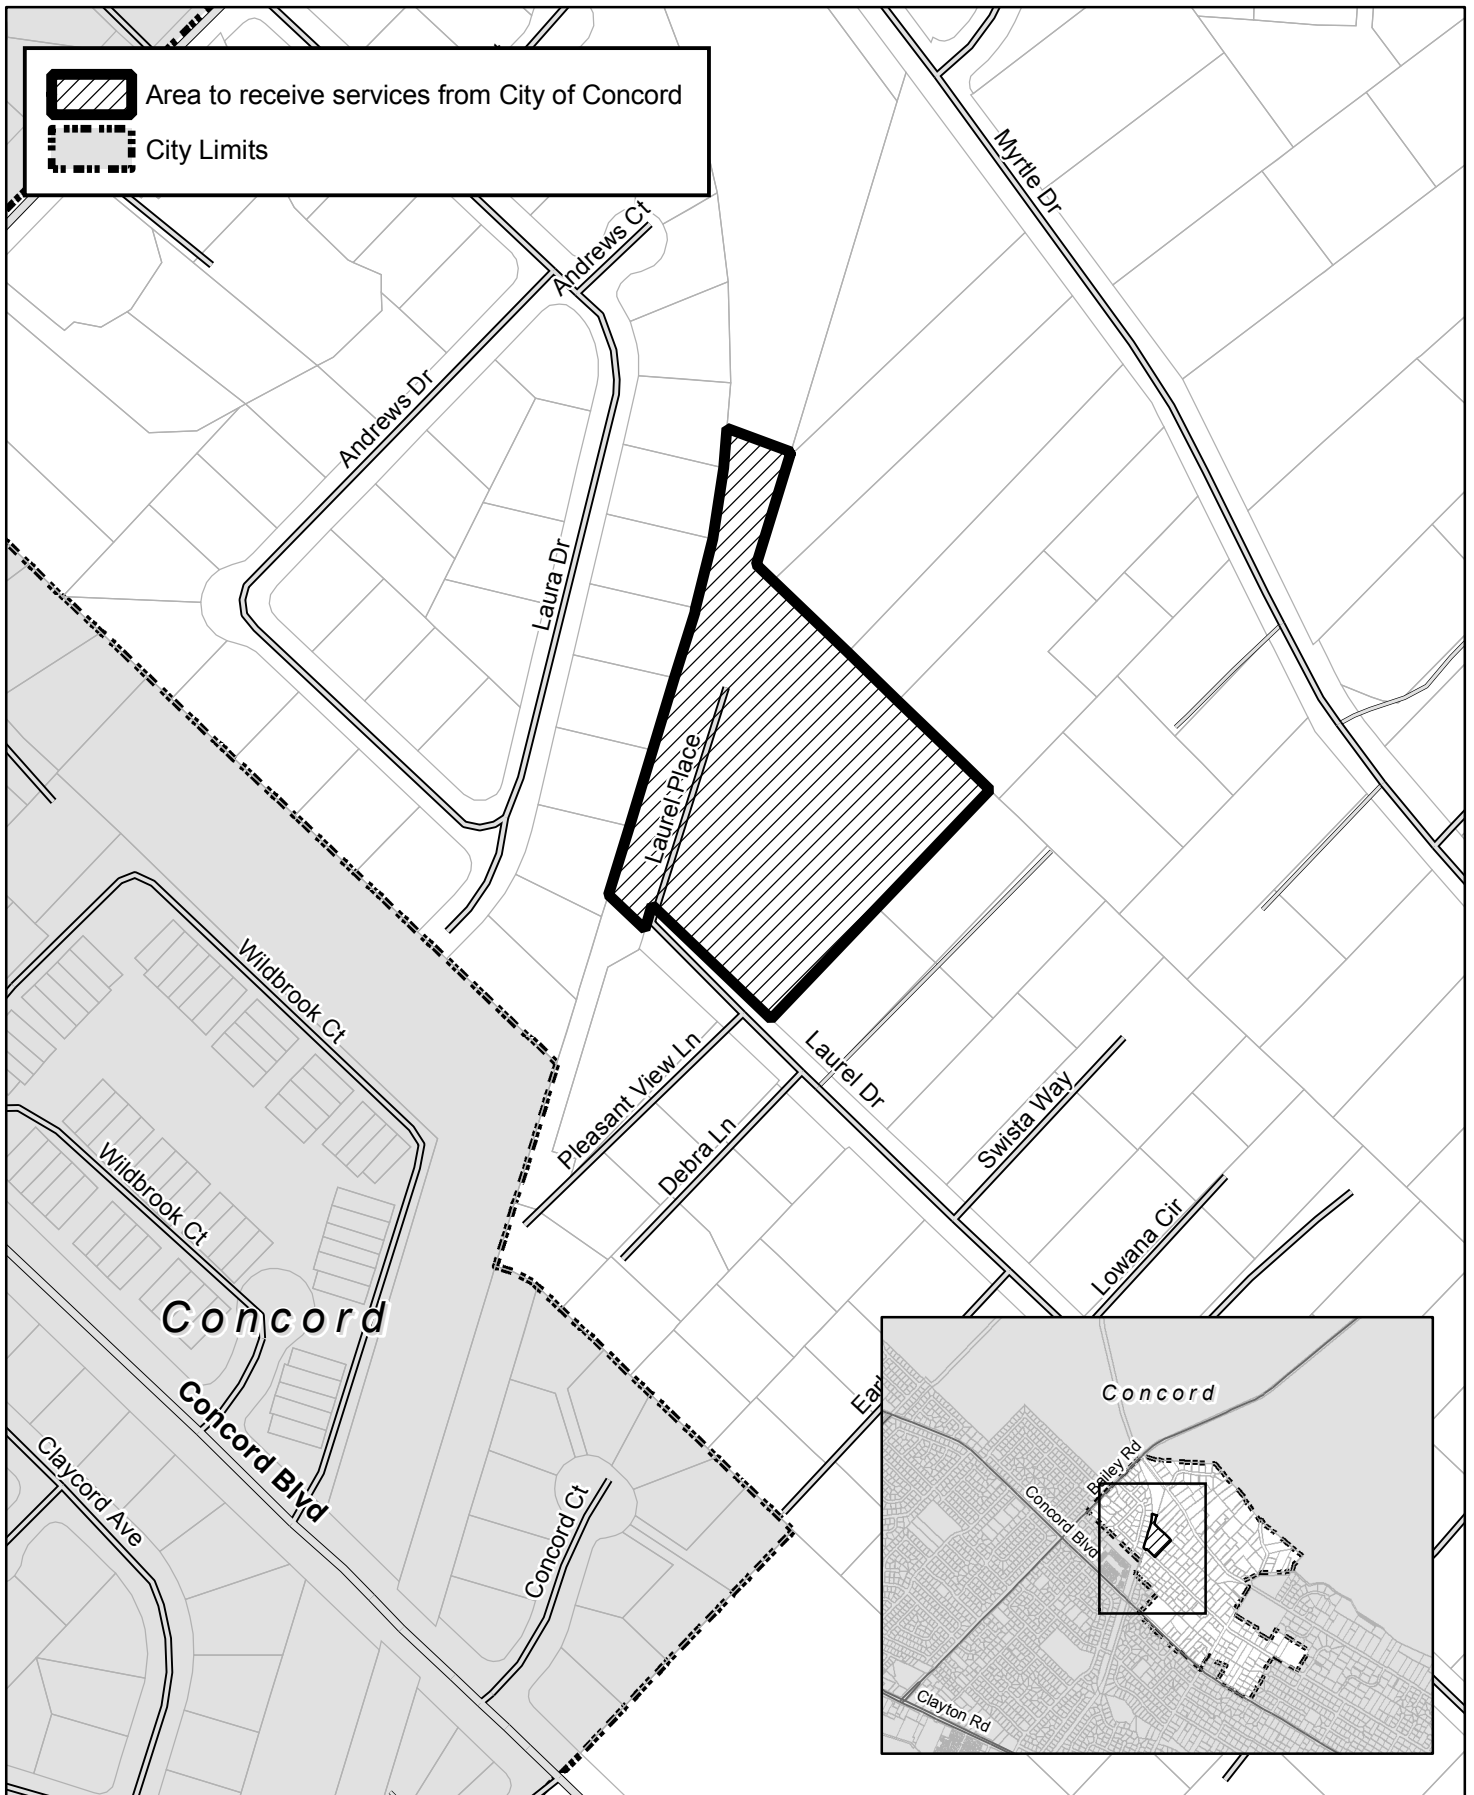 Area to receive services from City of Concord
City Limits
Myrtle Dr
Andrews Ct
Andrews Dr
Laura Dr
Laurel Place
Wildbrook Ct
Laurel Dr
Pleasant View Ln
Swista Way
Debra Ln
Wildbrook Ct
Lowana Cir
Concord
Concord Blvd
Claycord Ave
Concord Ct
Concord
Bailey Rd
Concord Blvd
Clayton Rd